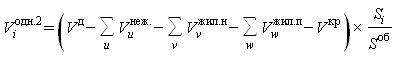 V_i^{одн.2} = ( V^д − ∑_u V_u^{неж.} − ∑_v V_v^{жил.н} − ∑_w V_w^{жил.п} − V^{кр} ) × S_i / S^{об}